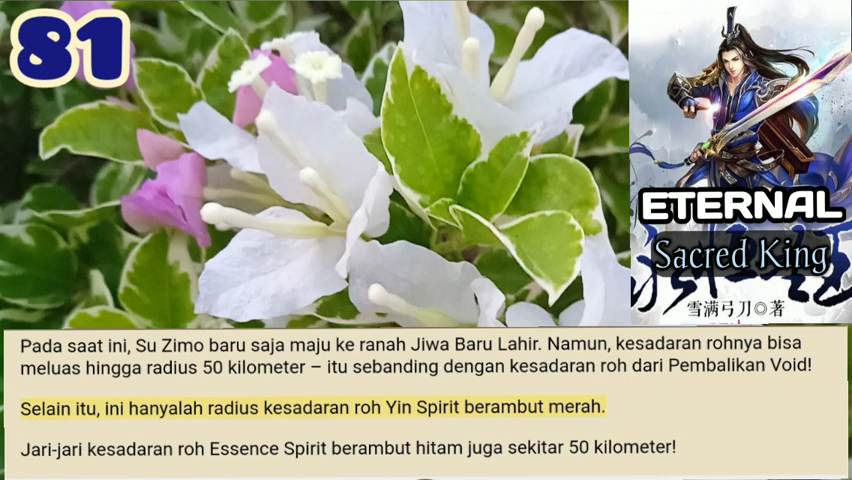 81
ETERNAL
Sacred King
雪满弓刀◎著
Pada saat ini, Su Zimo baru saja maju ke ranah Jiwa Baru Lahir. Namun, kesadaran rohnya bisa
meluas hingga radius 50 kilometer – itu sebanding dengan kesadaran roh dari Pembalikan Void!
Selain itu, ini hanyalah radius kesadaran roh Yin Spirit berambut merah.
Jari-jari kesadaran roh Essence Spirit berambut hitam juga sekitar 50 kilometer!